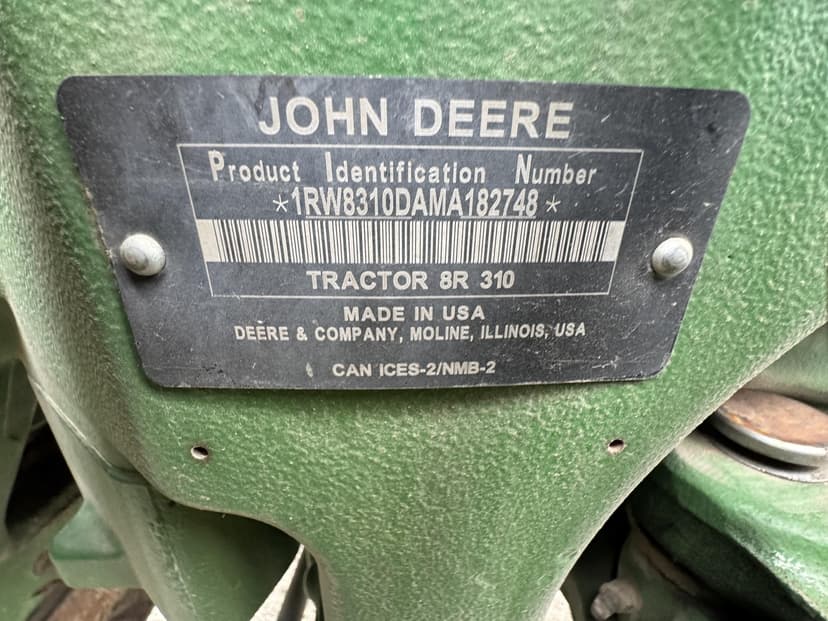 JOHN DEERE
Product Identification Number
*1RW8310DAMA182748*
TRACTOR 8R 310
MADE IN USA
DEERE & COMPANY, MOLINE, ILLINOIS, USA
CAN ICES-2/NMB-2